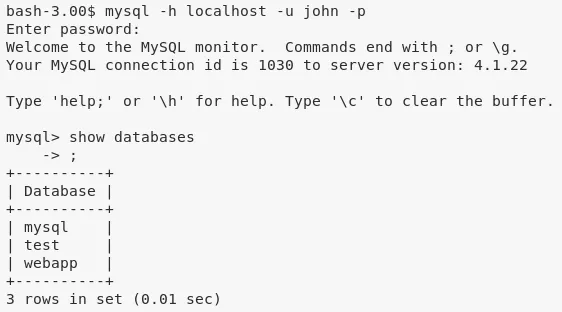 bash-3.00$ mysql -h localhost -u john -p
Enter password:
Welcome to the MySQL monitor.  Commands end with ; or \g.
Your MySQL connection id is 1030 to server version: 4.1.22

Type 'help;' or '\h' for help. Type '\c' to clear the buffer.

mysql> show databases
    -> ;
+----------+
| Database |
+----------+
| mysql    |
| test     |
| webapp   |
+----------+
3 rows in set (0.01 sec)